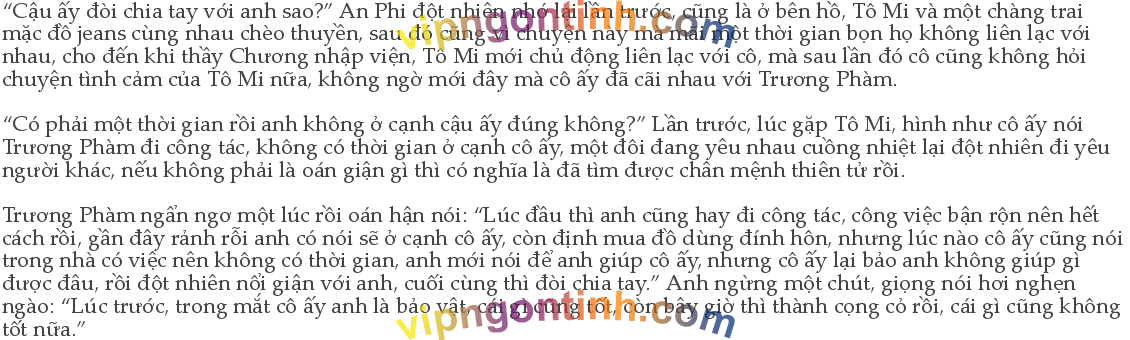 “Cậu ấy đòi chia tay với anh sao?” An Phi đột nhiên nhớ lại lần trước, cũng là ở bên hồ, Tô Mi và một chàng trai
mặc đồ jeans cùng nhau chèo thuyền, sau đó cũng vì chuyện này mà mãi một thời gian bọn họ không liên lạc với
nhau, cho đến khi thầy Chương nhập viện, Tô Mi mới chủ động liên lạc với cô, mà sau lần đó cô cũng không hỏi
chuyện tình cảm của Tô Mi nữa, không ngờ mới đây mà cô ấy đã cãi nhau với Trương Phàm.
“Có phải một thời gian rồi anh không ở cạnh cậu ấy đúng không?” Lần trước, lúc gặp Tô Mi, hình như cô ấy nói
Trương Phàm đi công tác, không có thời gian ở cạnh cô ấy, một đôi đang yêu nhau cuồng nhiệt lại đột nhiên đi yêu
người khác, nếu không phải là oán giận gì thì có nghĩa là đã tìm được chân mệnh thiên tử rồi.
Trương Phàm ngẩn ngơ một lúc rồi oán hận nói: “Lúc đầu thì anh cũng hay đi công tác, công việc bận rộn nên hết
cách rồi, gần đây rảnh rỗi anh có nói sẽ ở cạnh cô ấy, còn định mua đồ dùng đính hôn, nhưng lúc nào cô ấy cũng nói
trong nhà có việc nên không có thời gian, anh mới nói để anh giúp cô ấy, nhưng cô ấy lại bảo anh không giúp gì
được đâu, rồi đột nhiên nổi giận với anh, cuối cùng thì đòi chia tay.” Anh ngừng một chút, giọng nói hơi nghẹn
ngào: “Lúc trước, trong mắt cô ấy anh là bảo vật, cái gì cũng tốt, còn bây giờ thì thành cọng cỏ rồi, cái gì cũng không
tốt nữa.”
vipngontinh.com
vipngontinh.com